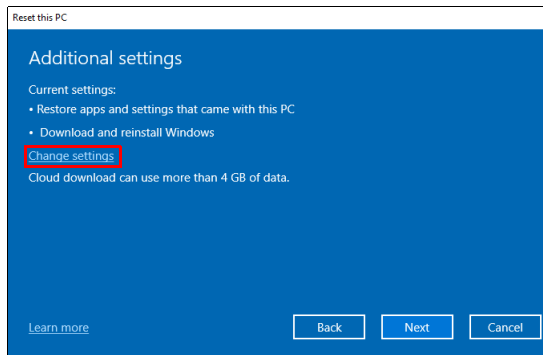 Reset this PC
Additional settings
Current settings:
• Restore apps and settings that came with this PC
• Download and reinstall Windows
Change settings
Cloud download can use more than 4 GB of data.
Learn more
Back
Next
Cancel